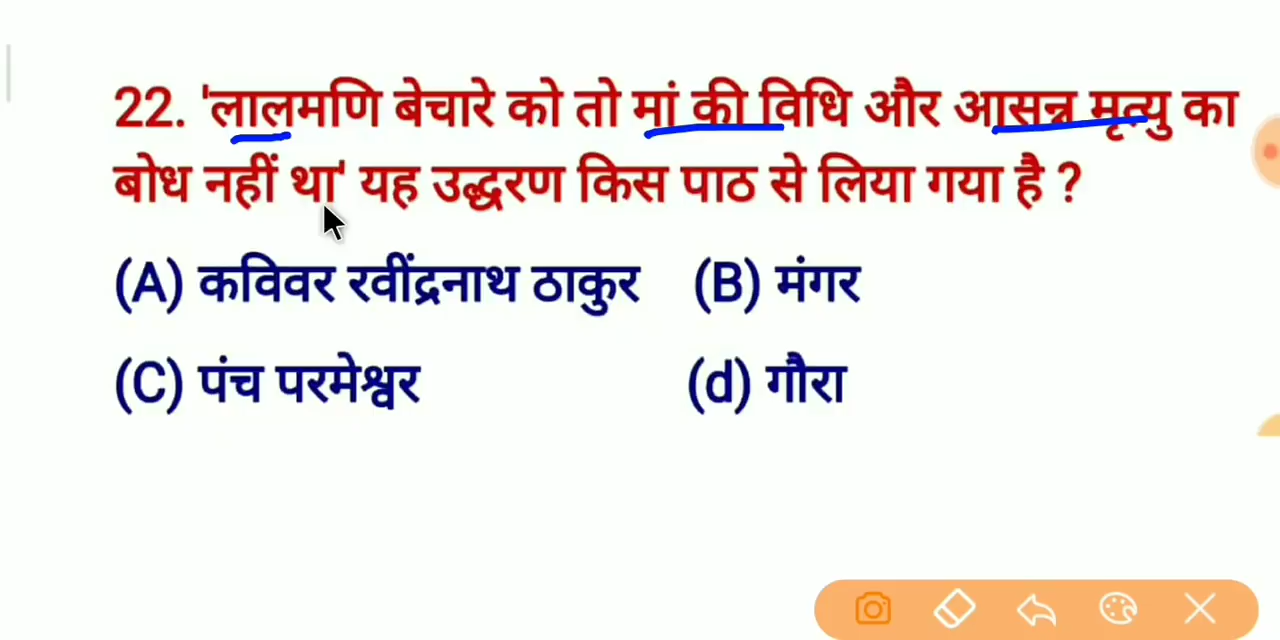 22. 'लालमणि बेचारे को तो मां की विधि और आसन्न मृत्यु का
बोध नहीं था' यह उद्धरण किस पाठ से लिया गया है ?
(A) कविवर रवींद्रनाथ ठाकुर (B) मंगर
(C) पंच परमेश्वर (d) गौरा